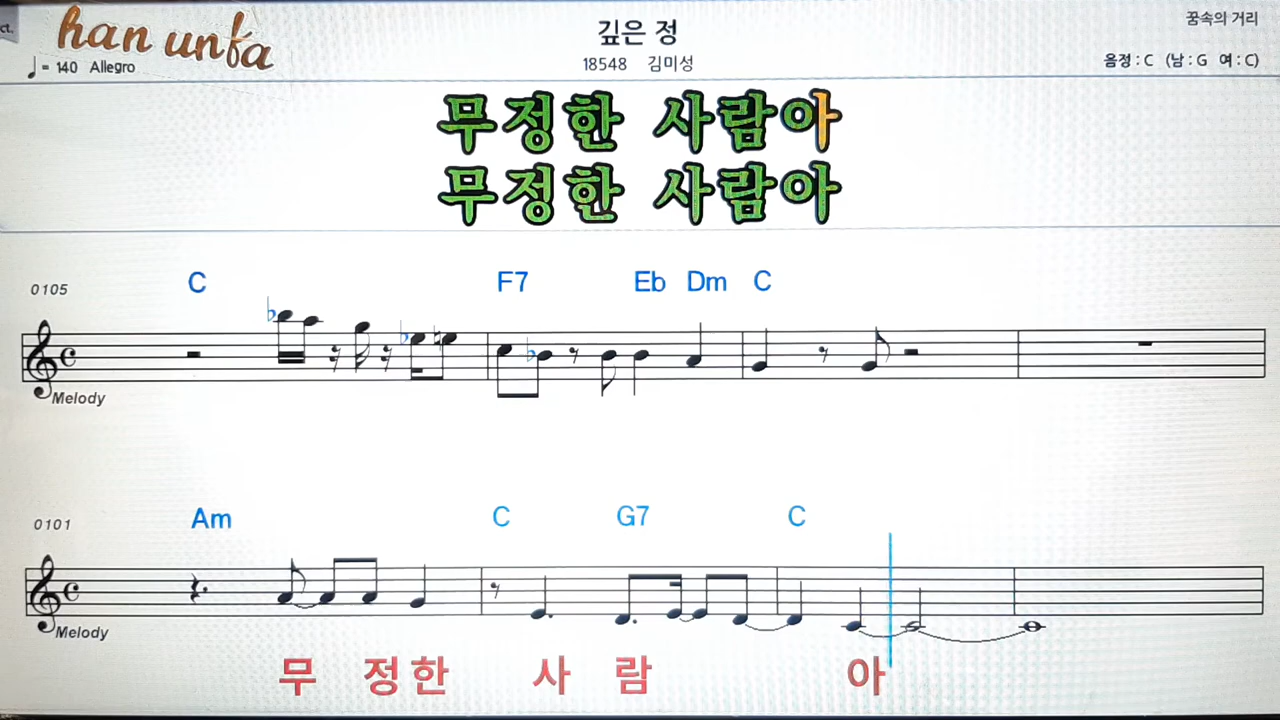 ct.
han unfa
깊은 정
꿈속의 거리
♩ = 140 Allegro
18548 김미성
음정 : C (남 : G 여 : C)
무정한 사람아
무정한 사람아
C F7 Eb Dm C
0105
Melody
Am C G7 C
0101
Melody
무 정한 사 람 아